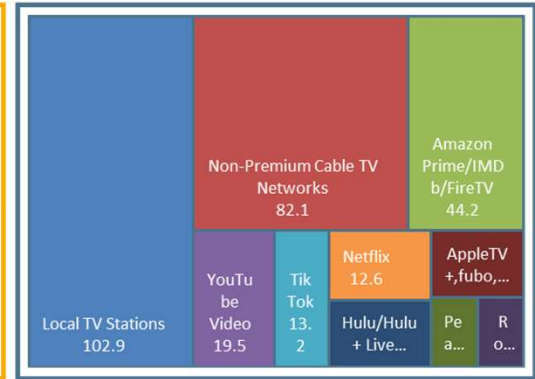 Local TV Stations
102.9
Non-Premium Cable TV
Networks
82.1
Amazon
Prime/IMD
b/FireTV
44.2
YouTu
be
Video
19.5
Tik
Tok
13.
2
Netflix
12.6
Hulu/Hulu
+ Live...
AppleTV
+,fubo,...
Pe
a...
R
o...